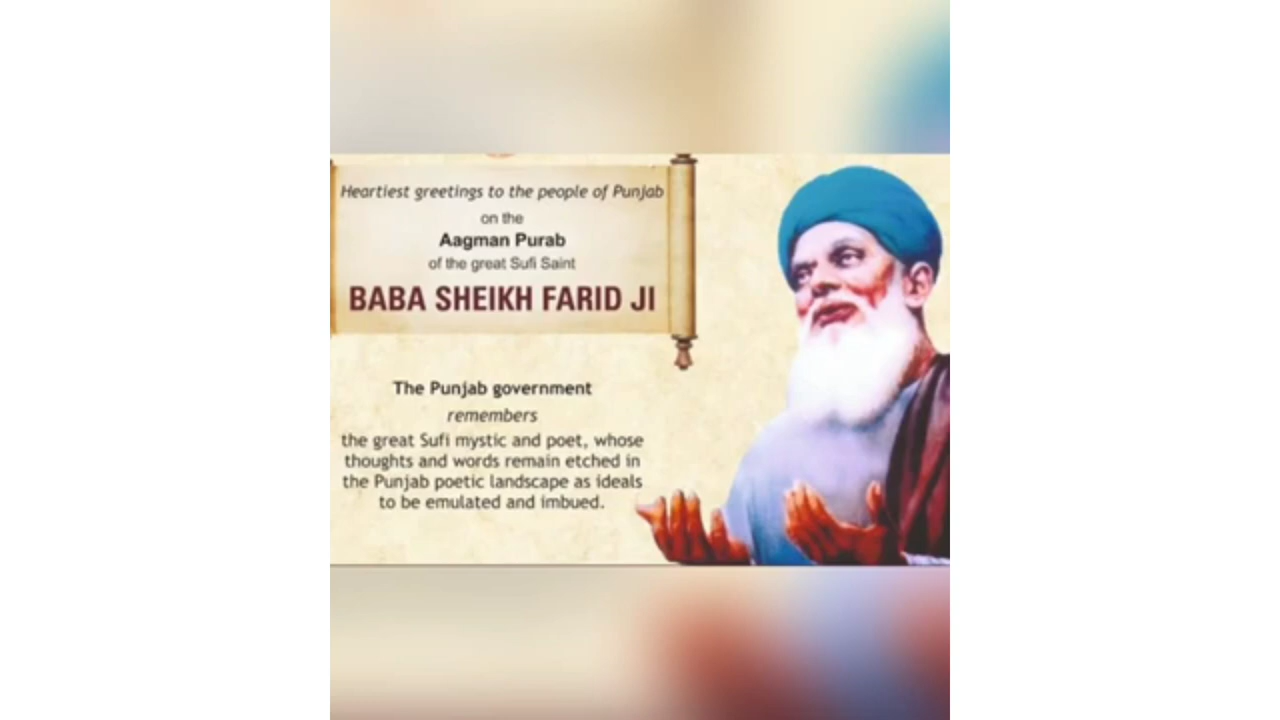 Heartiest greetings to the people of Punjab
on the
Aagman Purab
of the great Sufi Saint
BABA SHEIKH FARID JI
The Punjab government
remembers
the great Sufi mystic and poet, whose
thoughts and words remain etched in
the Punjab poetic landscape as ideals
to be emulated and imbued.